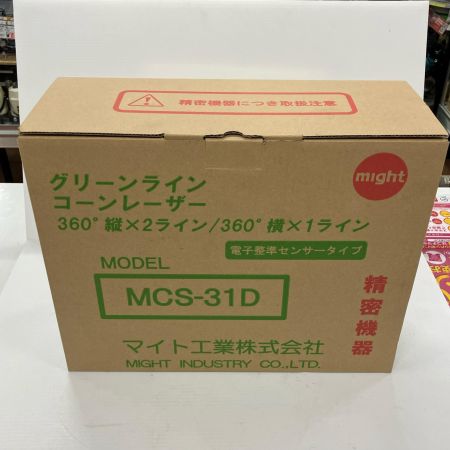 精密機器につき取扱注意
might
グリーンライン
コーンレーザー
360°縦×2ライン/360°横×1ライン
電子整準センサータイプ
MODEL
MCS-31D
精密機器
マイト工業株式会社
MIGHT INDUSTRY CO.,LTD.